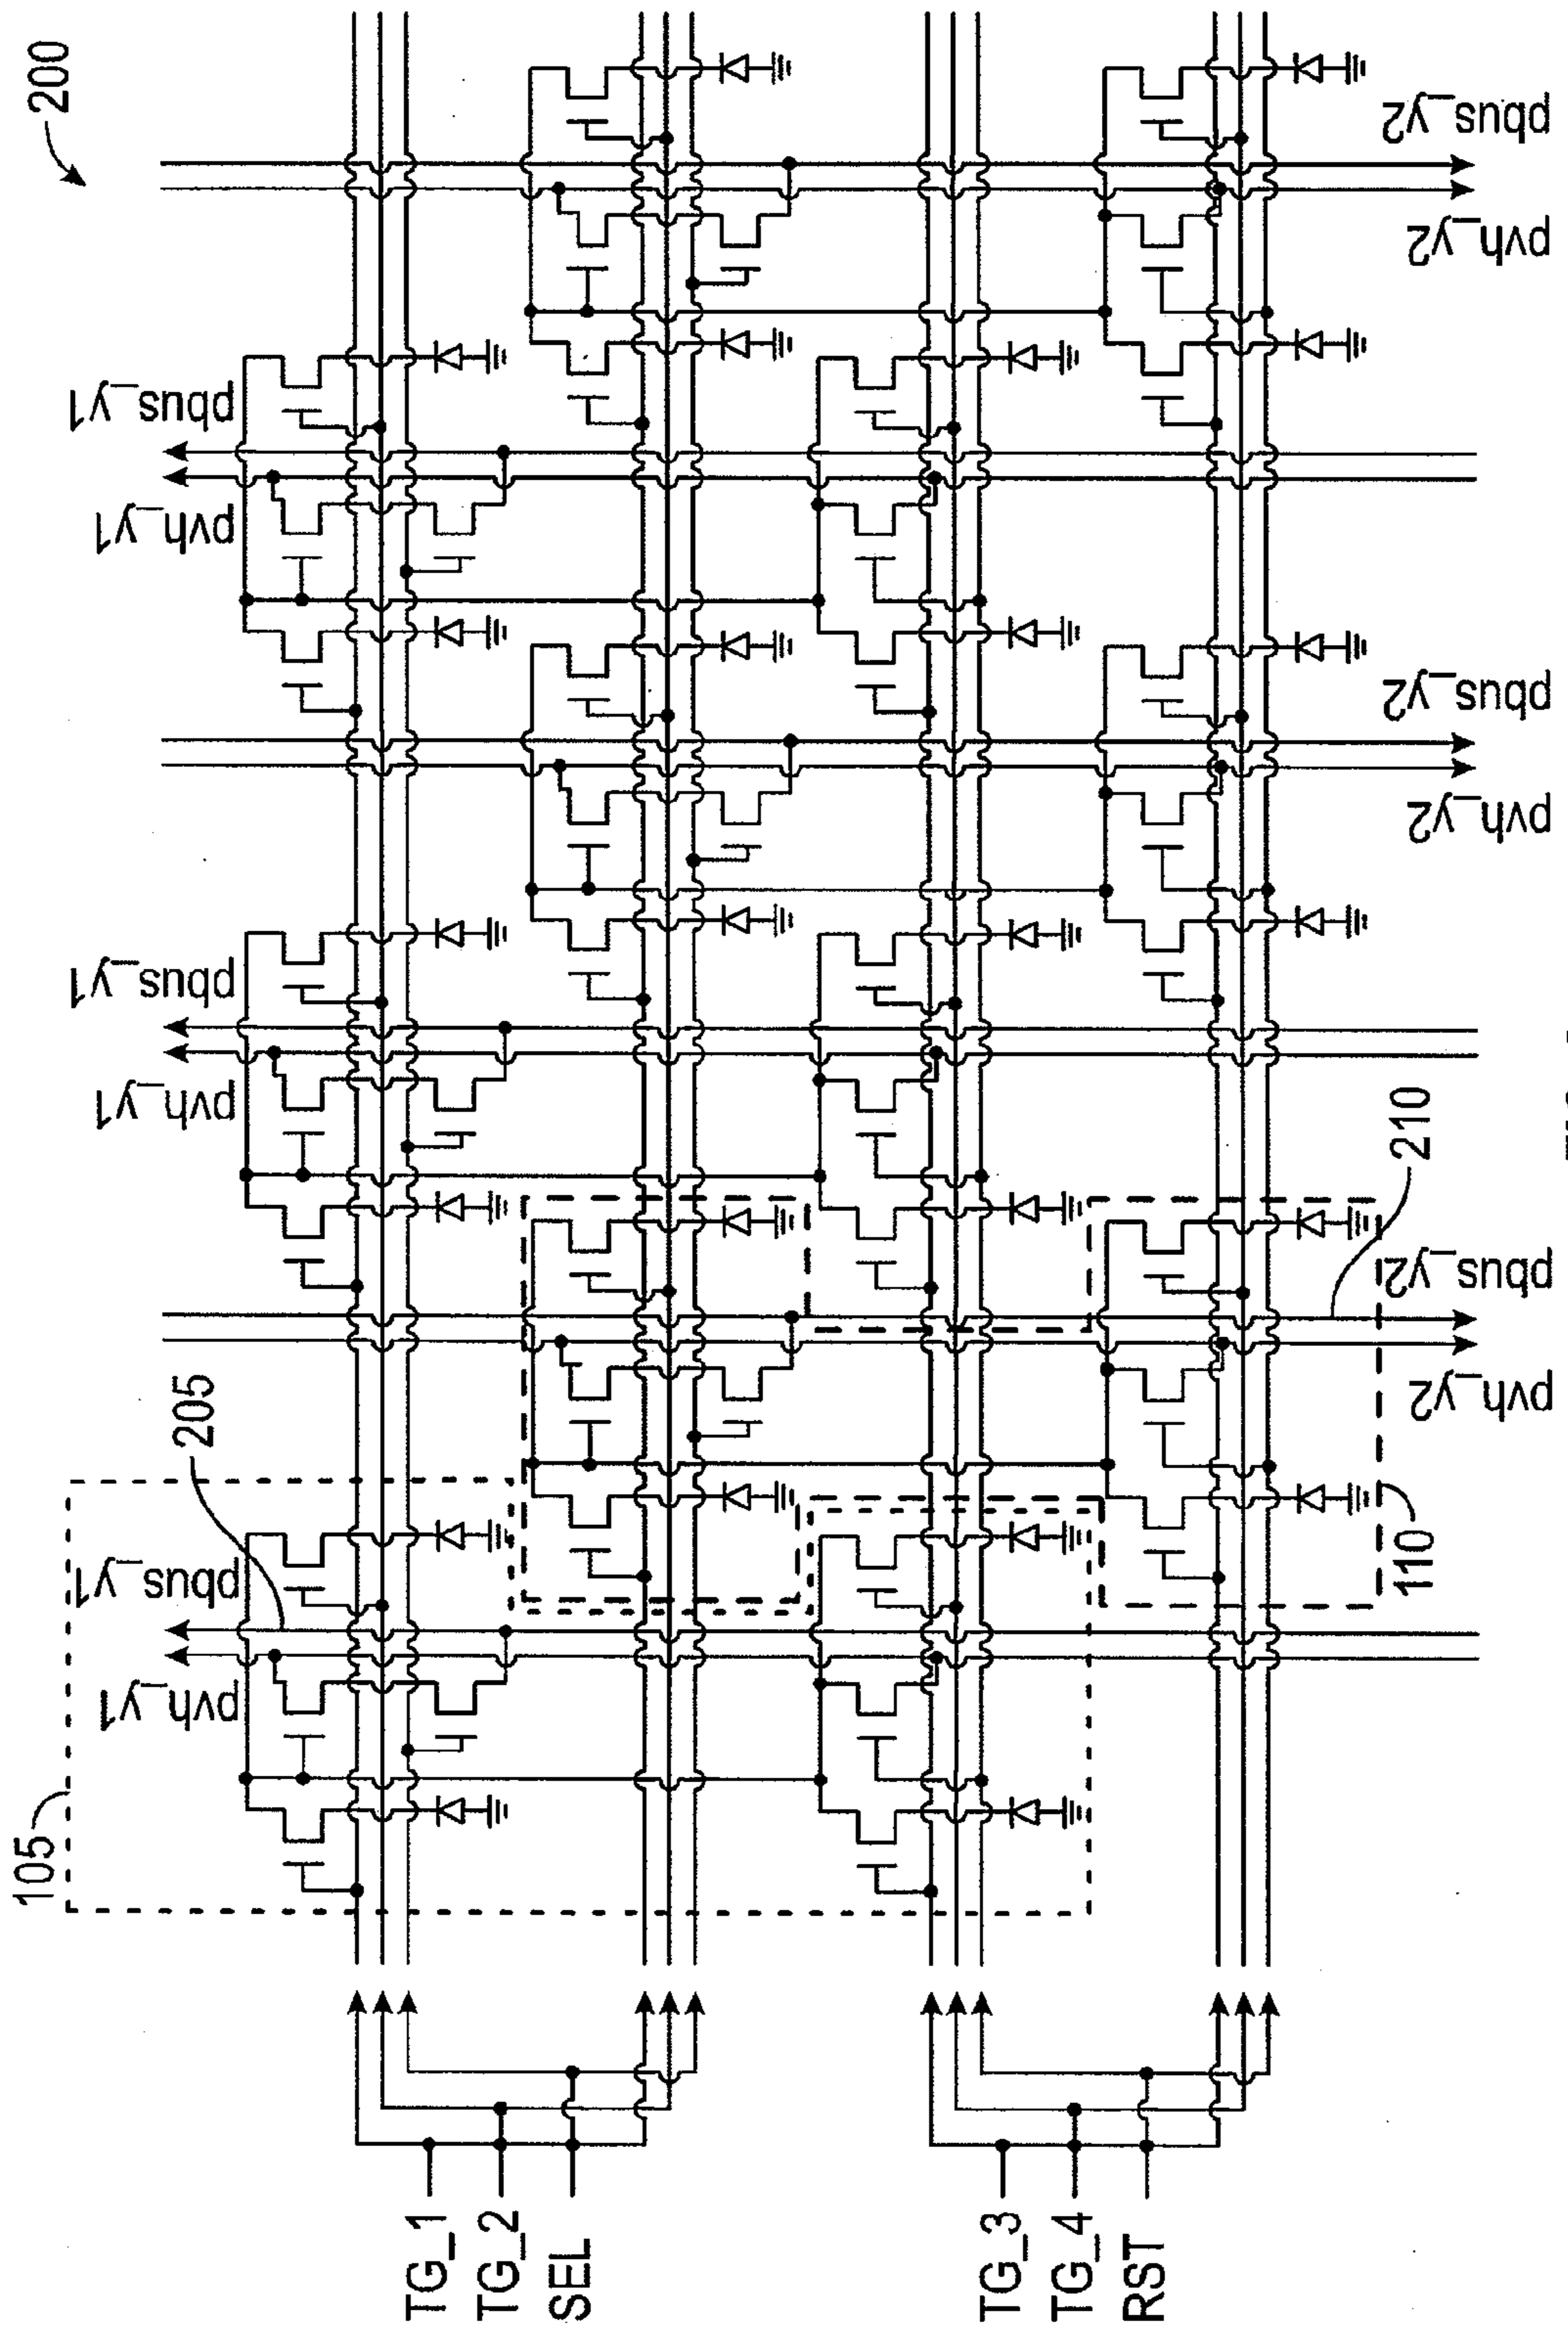 200
pbus_y1
pvh_y1
pbus_y1
pvh_y1
205
pbus_y1
pvh_y1
105
pbus_y2
pvh_y2
pbus_y2
pvh_y2
210
pbus_y2
pvh_y2
110
TG_1
TG_2
SEL
TG_3
TG_4
RST